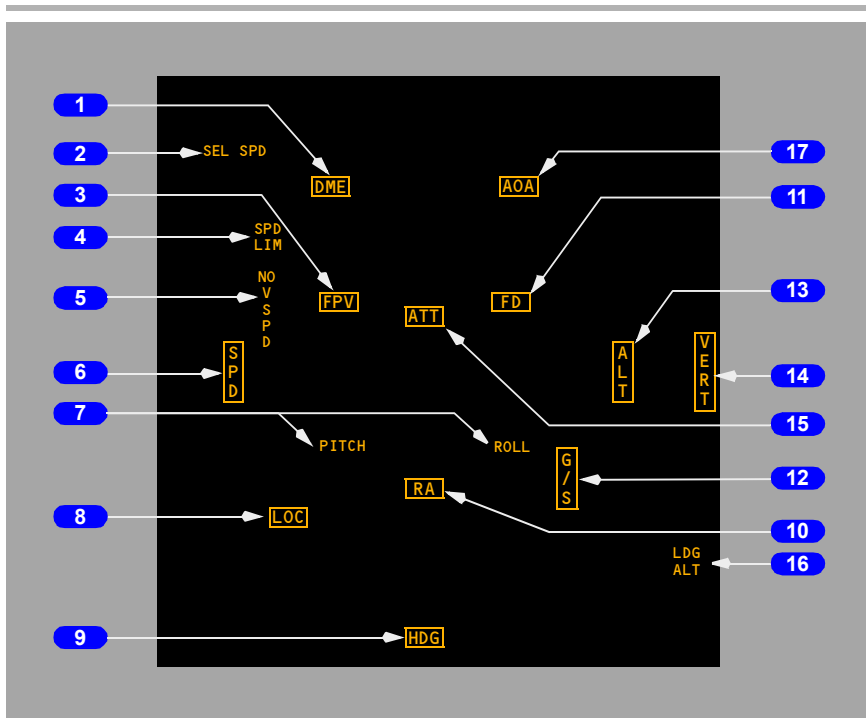 1
2
SEL SPD
17
DME
AOA
3
11
4
SPD
LIM
5
NO
V
S
P
D
FPV
FD
13
ATT
6
S
P
D
A
L
T
V
E
R
T
14
7
15
PITCH
ROLL
G
/
S
12
8
LOC
RA
10
LDG
ALT
16
9
HDG